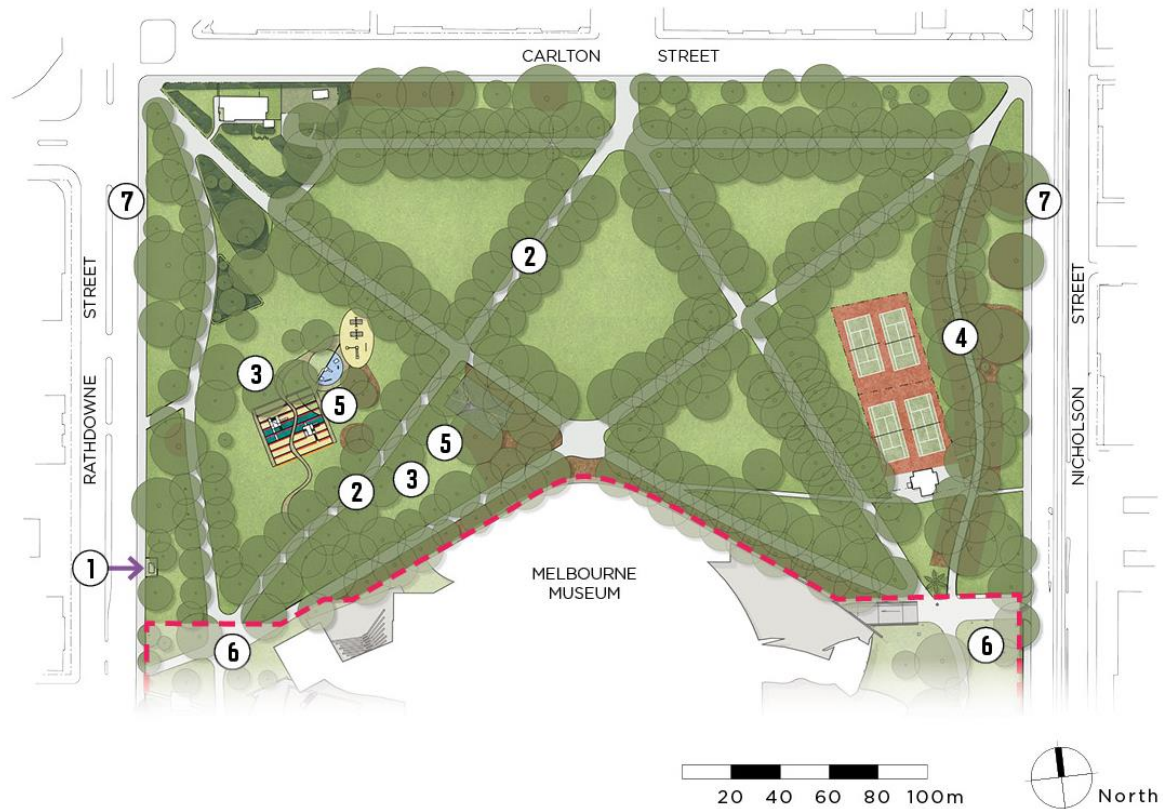 CARLTON STREET
7
7
2
STREET
STREET
4
3
5
RATHDOWNE
NICHOLSON
5
3
2
1
MELBOURNE
MUSEUM
6
6
20 40 60 80 100m
North